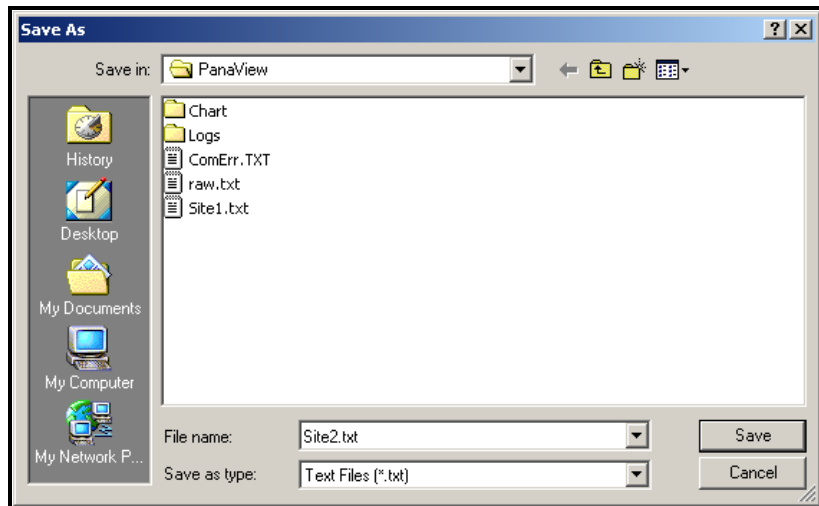 Save As
Save in: PanaView
History
Desktop
My Documents
My Computer
My Network P...
Chart
Logs
ComErr.TXT
raw.txt
Site1.txt
File name: Site2.txt Save
Save as type: Text Files (*.txt) Cancel